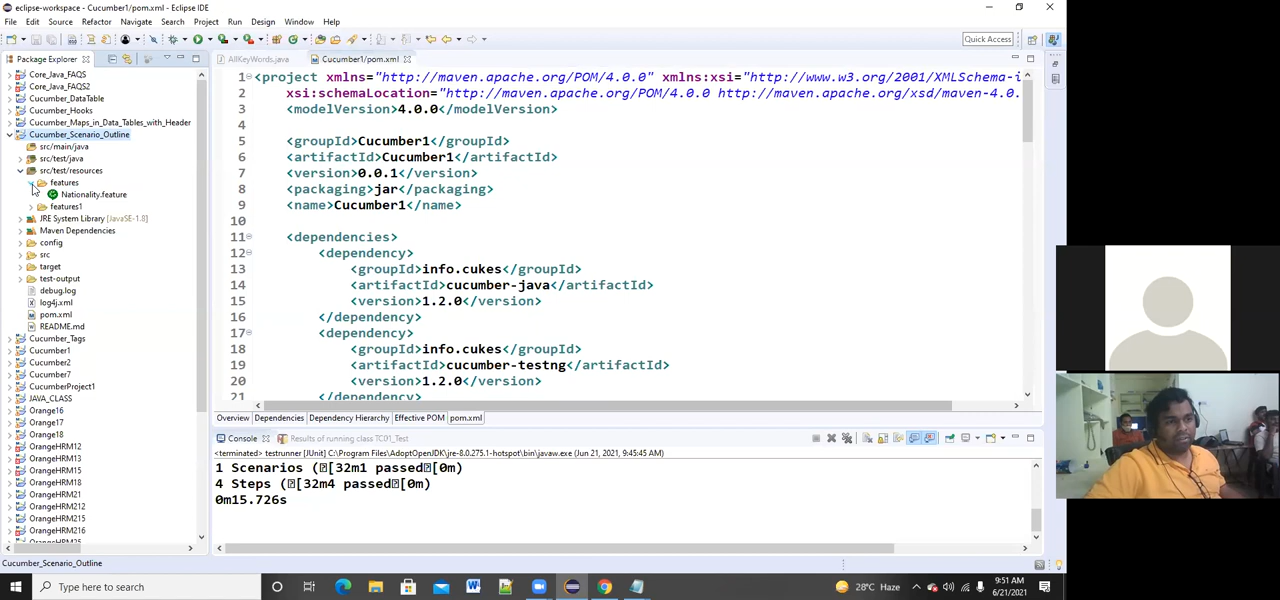 eclipse-workspace - Cucumber1/pom.xml - Eclipse IDE
File Edit Source Refactor Navigate Search Project Run Design Window Help
Quick Access
Package Explorer
AllKeyWords.java
Cucumber1/pom.xml
Core_Java_FAQS
Core_Java_FAQS2
Cucumber_DataTable
Cucumber_Hooks
Cucumber_Maps_in_Data_Tables_with_Header
Cucumber_Scenario_Outline
src/main/java
src/test/java
src/test/resources
features
Nationality.feature
features1
JRE System Library [JavaSE-1.8]
Maven Dependencies
config
src
target
test-output
debug.log
log4j.xml
pom.xml
README.md
Cucumber_Tags
Cucumber1
Cucumber2
Cucumber7
CucumberProject1
JAVA_CLASS
Orange16
Orange17
Orange18
OrangeHRM12
OrangeHRM13
OrangeHRM16
OrangeHRM18
OrangeHRM21
OrangeHRM212
OrangeHRM215
OrangeHRM216
OrangeHRM22
1 <project xmlns="http://maven.apache.org/POM/4.0.0" xmlns:xsi="http://www.w3.org/2001/XMLSchema-i
2 xsi:schemaLocation="http://maven.apache.org/POM/4.0.0 http://maven.apache.org/xsd/maven-4.0.
3 <modelVersion>4.0.0</modelVersion>
4
5 <groupId>Cucumber1</groupId>
6 <artifactId>Cucumber1</artifactId>
7 <version>0.0.1</version>
8 <packaging>jar</packaging>
9 <name>Cucumber1</name>
10
11 <dependencies>
12 <dependency>
13 <groupId>info.cukes</groupId>
14 <artifactId>cucumber-java</artifactId>
15 <version>1.2.0</version>
16 </dependency>
17 <dependency>
18 <groupId>info.cukes</groupId>
19 <artifactId>cucumber-testng</artifactId>
20 <version>1.2.0</version>
21 </dependency>
Overview Dependencies Dependency Hierarchy Effective POM pom.xml
Console Results of running class TC01_Test
<terminated> testrunner [JUnit] C:\Program Files\AdoptOpenJDK\jre-8.0.275.1-hotspot\bin\javaw.exe (Jun 21, 2021, 9:45:45 AM)
1 Scenarios ([32m1 passed[0m)
4 Steps ([32m4 passed[0m)
0m15.726s
Cucumber_Scenario_Outline
Type here to search
28°C Haze
9:51 AM
6/21/2021